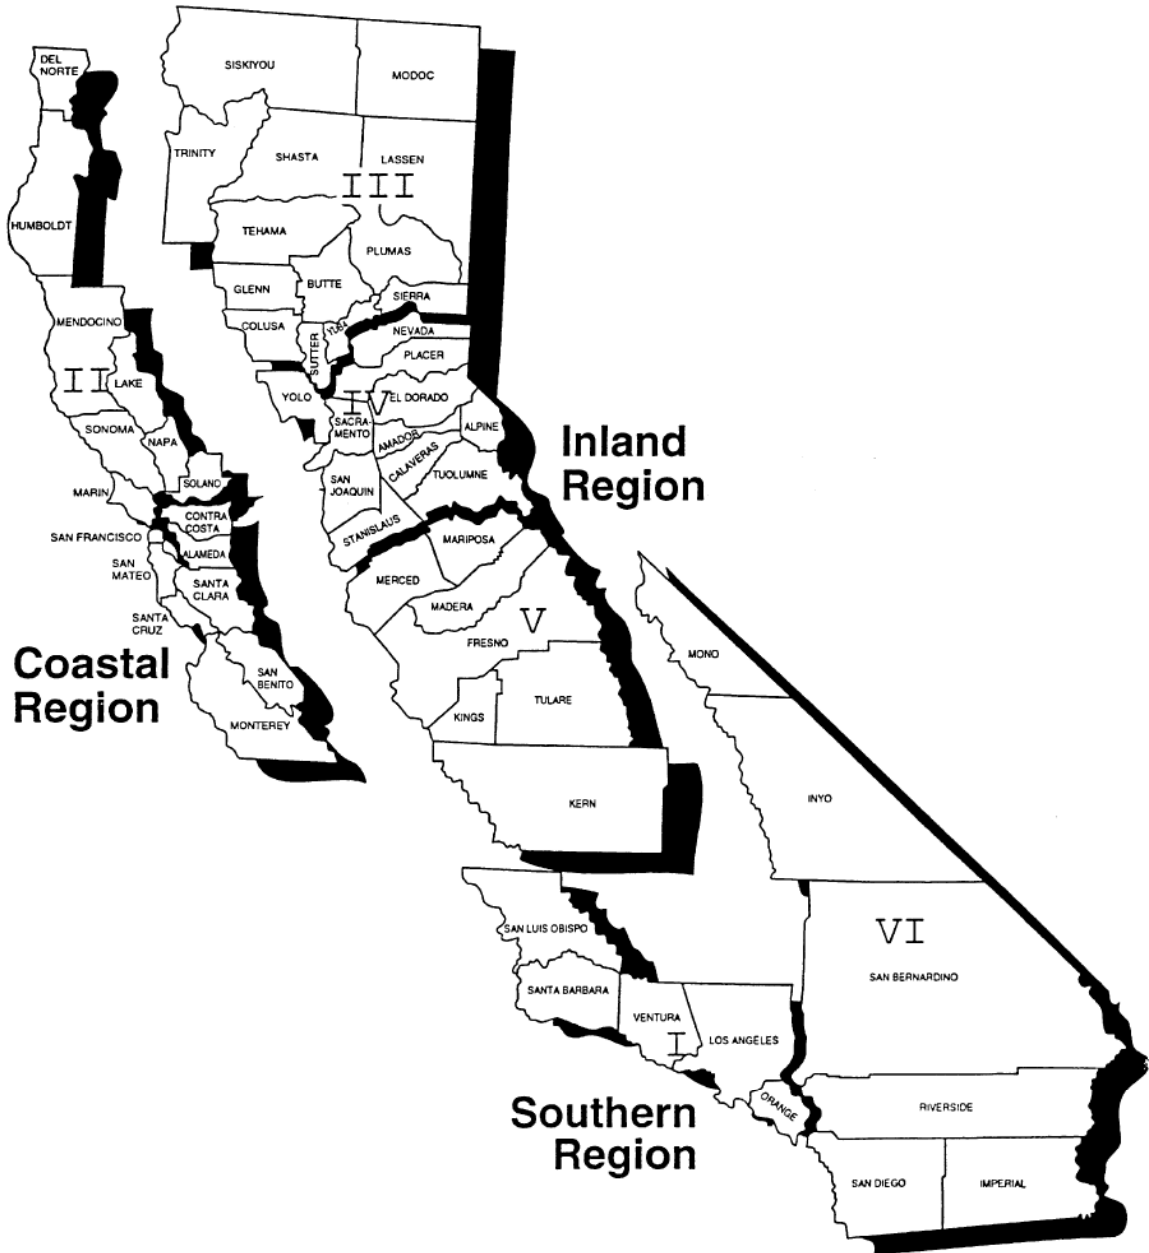 DEL
NORTE
HUMBOLDT
MENDOCINO
II
LAKE
SONOMA
NAPA
SOLANO
MARIN
CONTRA
COSTA
SAN FRANCISCO
ALAMEDA
SAN
MATEO
SANTA
CLARA
SANTA
CRUZ
SAN
BENITO
MONTEREY
Coastal
Region
SISKIYOU
MODOC
TRINITY
SHASTA
LASSEN
III
TEHAMA
PLUMAS
GLENN
BUTTE
SIERRA
COLUSA
SUTTER
YUBA
NEVADA
PLACER
YOLO
IV
EL DORADO
SACRA-
MENTO
AMADOR
ALPINE
CALAVERAS
TUOLUMNE
SAN
JOAQUIN
STANISLAUS
MARIPOSA
MERCED
MADERA
V
FRESNO
TULARE
KINGS
KERN
Inland
Region
MONO
INYO
VI
SAN BERNARDINO
SAN LUIS OBISPO
SANTA BARBARA
VENTURA
I
LOS ANGELES
ORANGE
RIVERSIDE
SAN DIEGO
IMPERIAL
Southern
Region